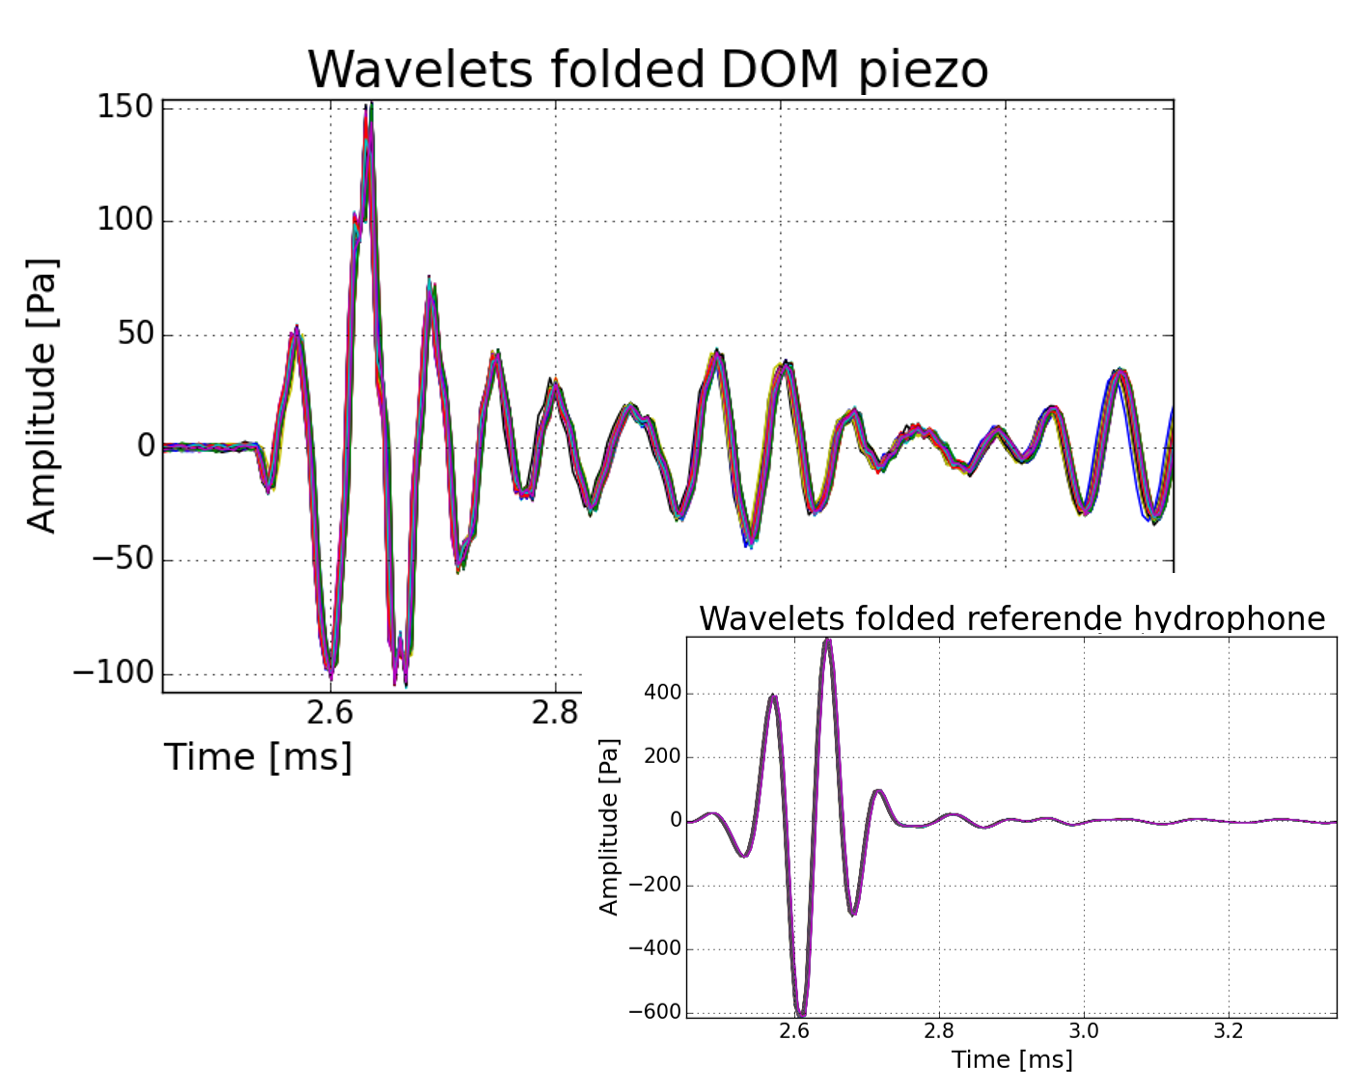 Wavelets folded DOM piezo
150
100
50
0
−50
−100
Amplitude [Pa]
2.6 2.8
Time [ms]
Wavelets folded referende hydrophone
400
200
0
−200
−400
−600
Amplitude [Pa]
2.6 2.8 3.0 3.2
Time [ms]